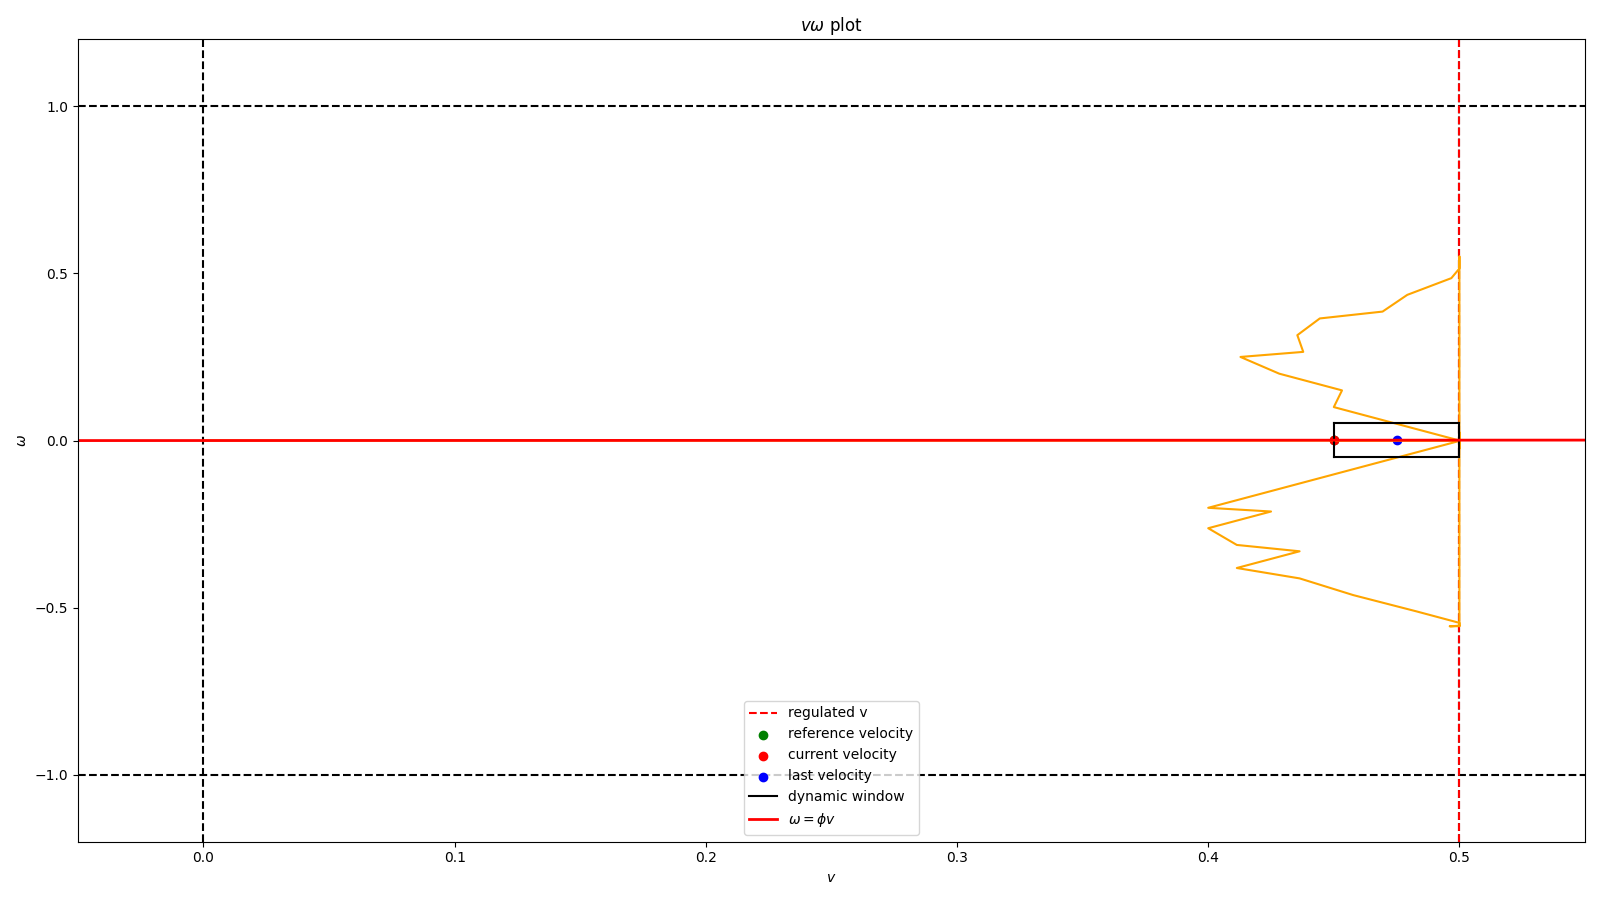 vω plot
1.0
0.5
0.0
−0.5
−1.0
ω
0.0 0.1 0.2 0.3 0.4 0.5
v
regulated v
reference velocity
current velocity
last velocity
dynamic window
ω = ϕv